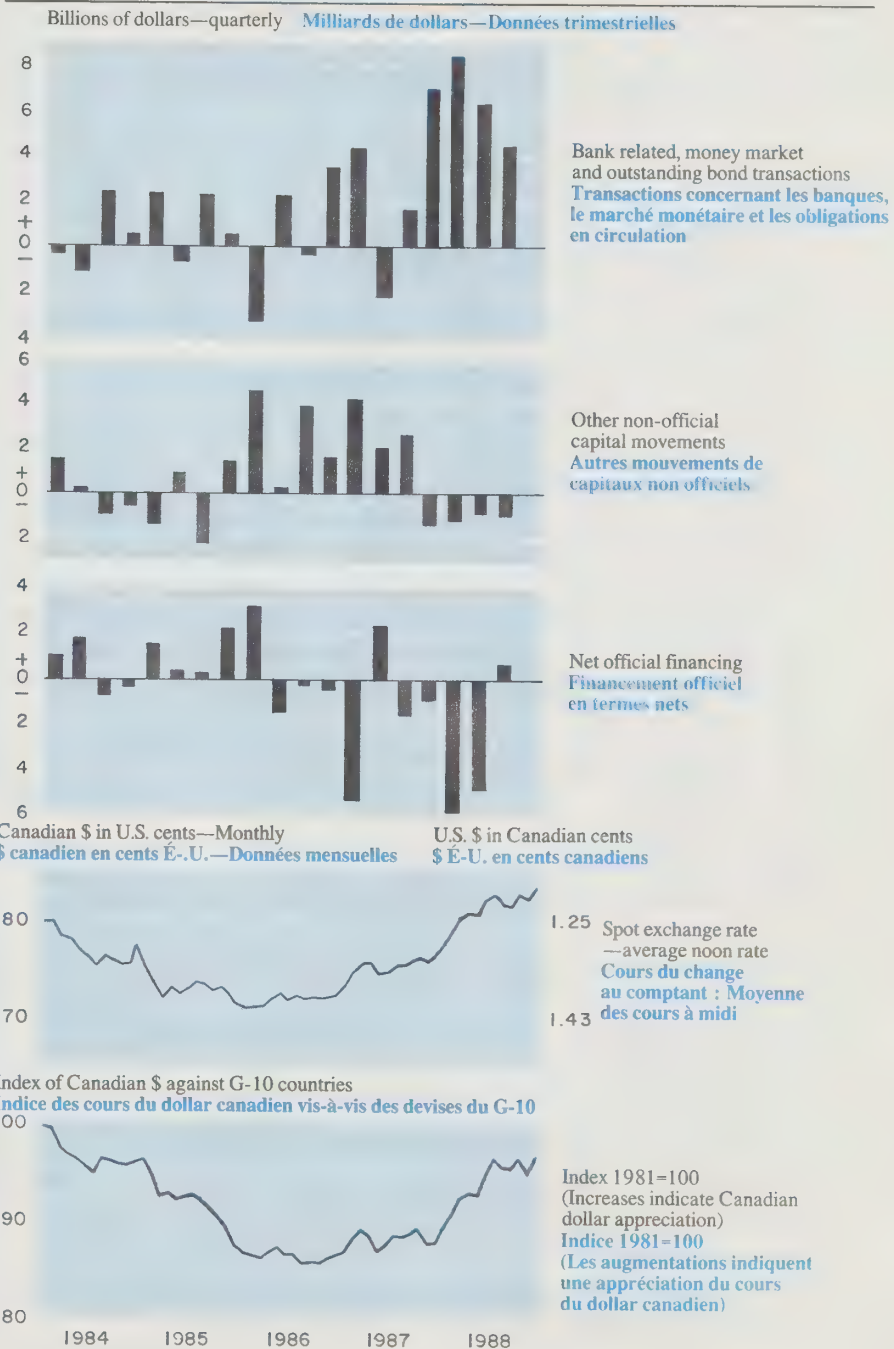 Billions of dollars—quarterly Milliards de dollars—Données trimestrielles
8
6
4
2
+
0
—
2
4
Bank related, money market
and outstanding bond transactions
Transactions concernant les banques,
le marché monétaire et les obligations
en circulation
6
4
2
+
0
—
2
Other non-official
capital movements
Autres mouvements de
capitaux non officiels
4
2
+
0
—
2
4
6
Net official financing
Financement officiel
en termes nets
Canadian $ in U.S. cents—Monthly
$ canadien en cents É-.U.—Données mensuelles
U.S. $ in Canadian cents
$ É-U. en cents canadiens
80
70
1.25
1.43
Spot exchange rate
—average noon rate
Cours du change
au comptant : Moyenne
des cours à midi
Index of Canadian $ against G-10 countries
Indice des cours du dollar canadien vis-à-vis des devises du G-10
00
90
80
Index 1981=100
(Increases indicate Canadian
dollar appreciation)
Indice 1981=100
(Les augmentations indiquent
une appréciation du cours
du dollar canadien)
1984 1985 1986 1987 1988